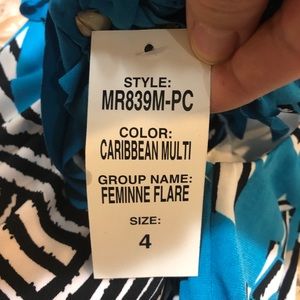 STYLE:
MR839M-PC
COLOR:
CARIBBEAN MULTI
GROUP NAME:
FEMINNE FLARE
SIZE:
4